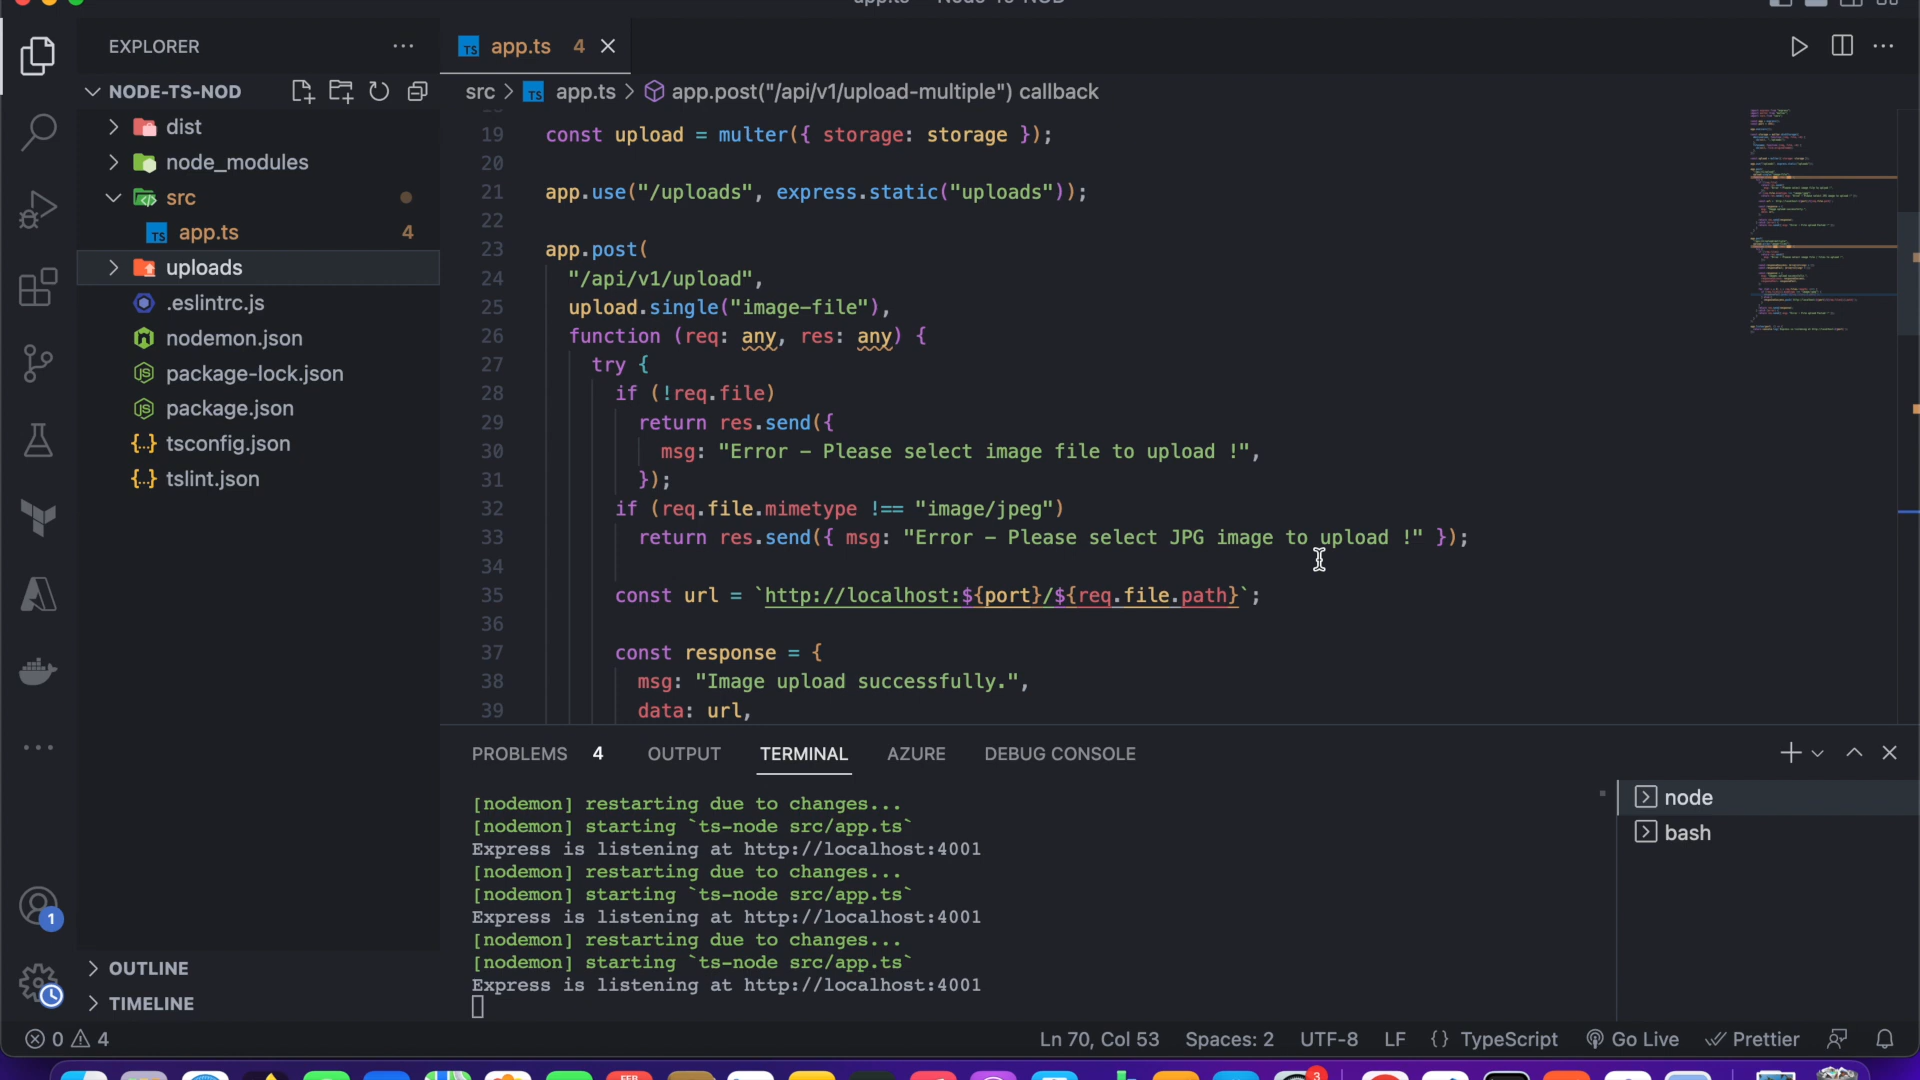 EXPLORER
NODE-TS-NOD
dist
node_modules
src
TS app.ts 4
uploads
.eslintrc.js
nodemon.json
package-lock.json
package.json
{..} tsconfig.json
{..} tslint.json
OUTLINE
TIMELINE
TS app.ts 4
src > TS app.ts > app.post("/api/v1/upload-multiple") callback
19 const upload = multer({ storage: storage });
20
21 app.use("/uploads", express.static("uploads"));
22
23 app.post(
24 "/api/v1/upload",
25 upload.single("image-file"),
26 function (req: any, res: any) {
27 try {
28 if (!req.file)
29 return res.send({
30 msg: "Error – Please select image file to upload !",
31 });
32 if (req.file.mimetype !== "image/jpeg")
33 return res.send({ msg: "Error – Please select JPG image to upload !" });
34
35 const url = `http://localhost:${port}/${req.file.path}`;
36
37 const response = {
38 msg: "Image upload successfully.",
39 data: url,
PROBLEMS 4 OUTPUT TERMINAL AZURE DEBUG CONSOLE
[nodemon] restarting due to changes...
[nodemon] starting `ts-node src/app.ts`
Express is listening at http://localhost:4001
[nodemon] restarting due to changes...
[nodemon] starting `ts-node src/app.ts`
Express is listening at http://localhost:4001
[nodemon] restarting due to changes...
[nodemon] starting `ts-node src/app.ts`
Express is listening at http://localhost:4001
node
bash
1
0 4
Ln 70, Col 53 Spaces: 2 UTF-8 LF {} TypeScript Go Live Prettier
FEB
3